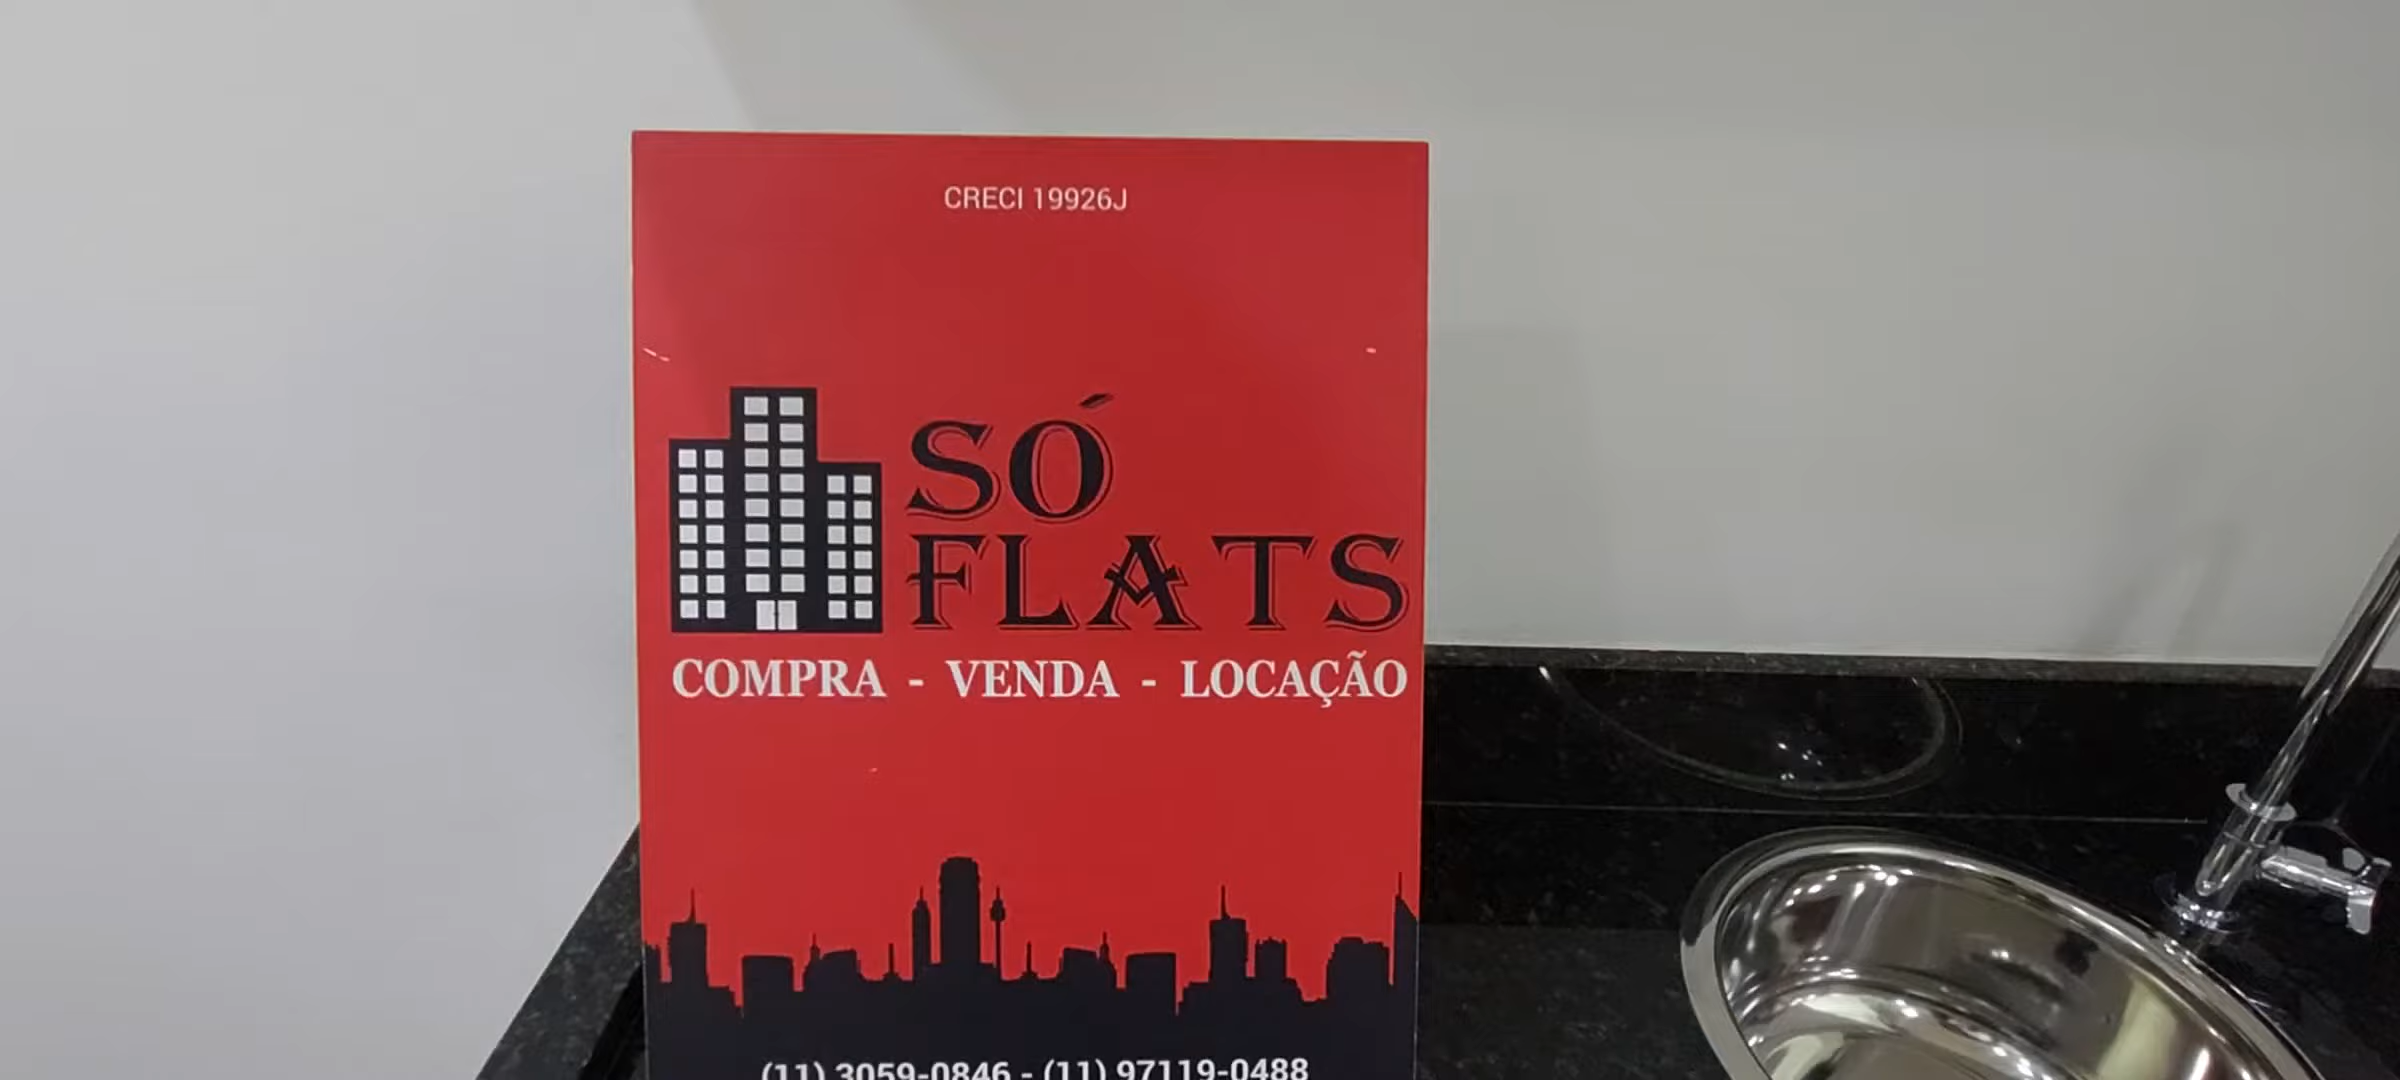 CRECI 19926J
SÓ
FLATS
COMPRA - VENDA - LOCAÇÃO
(11) 3059-0846 - (11) 97119-0488